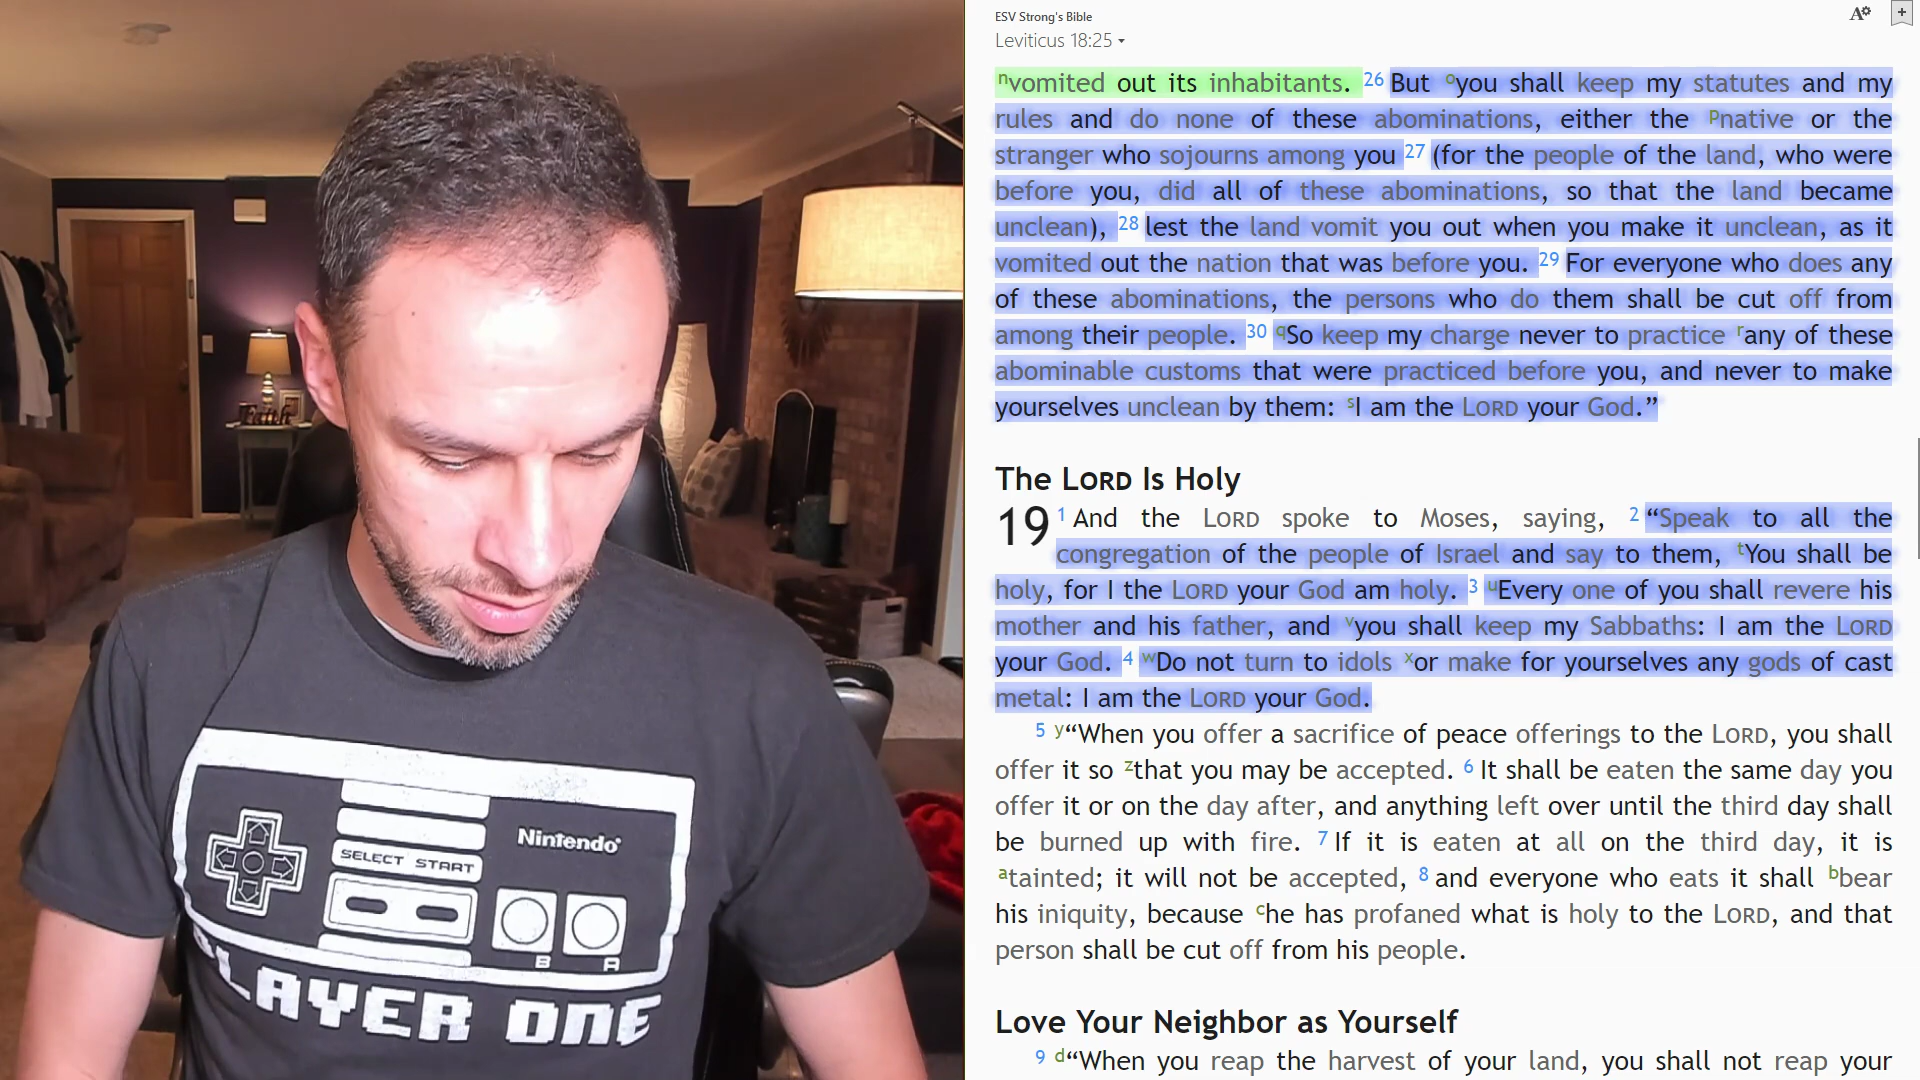 Faith
Nintendo
SELECT START
B A
PLAYER ONE
ESV Strong's Bible
Leviticus 18:25
A
+
n vomited out its inhabitants. 26 But o you shall keep my statutes and my
rules and do none of these abominations, either the p native or the
stranger who sojourns among you 27 (for the people of the land, who were
before you, did all of these abominations, so that the land became
unclean), 28 lest the land vomit you out when you make it unclean, as it
vomited out the nation that was before you. 29 For everyone who does any
of these abominations, the persons who do them shall be cut off from
among their people. 30 q So keep my charge never to practice r any of these
abominable customs that were practiced before you, and never to make
yourselves unclean by them: s I am the LORD your God.”
The LORD Is Holy
19 1 And the LORD spoke to Moses, saying, 2 “Speak to all the
congregation of the people of Israel and say to them, t You shall be
holy, for I the LORD your God am holy. 3 u Every one of you shall revere his
mother and his father, and v you shall keep my Sabbaths: I am the LORD
your God. 4 w Do not turn to idols x or make for yourselves any gods of cast
metal: I am the LORD your God.
5 y “When you offer a sacrifice of peace offerings to the LORD, you shall
offer it so z that you may be accepted. 6 It shall be eaten the same day you
offer it or on the day after, and anything left over until the third day shall
be burned up with fire. 7 If it is eaten at all on the third day, it is
a tainted; it will not be accepted, 8 and everyone who eats it shall b bear
his iniquity, because c he has profaned what is holy to the LORD, and that
person shall be cut off from his people.
Love Your Neighbor as Yourself
9 d “When you reap the harvest of your land, you shall not reap your